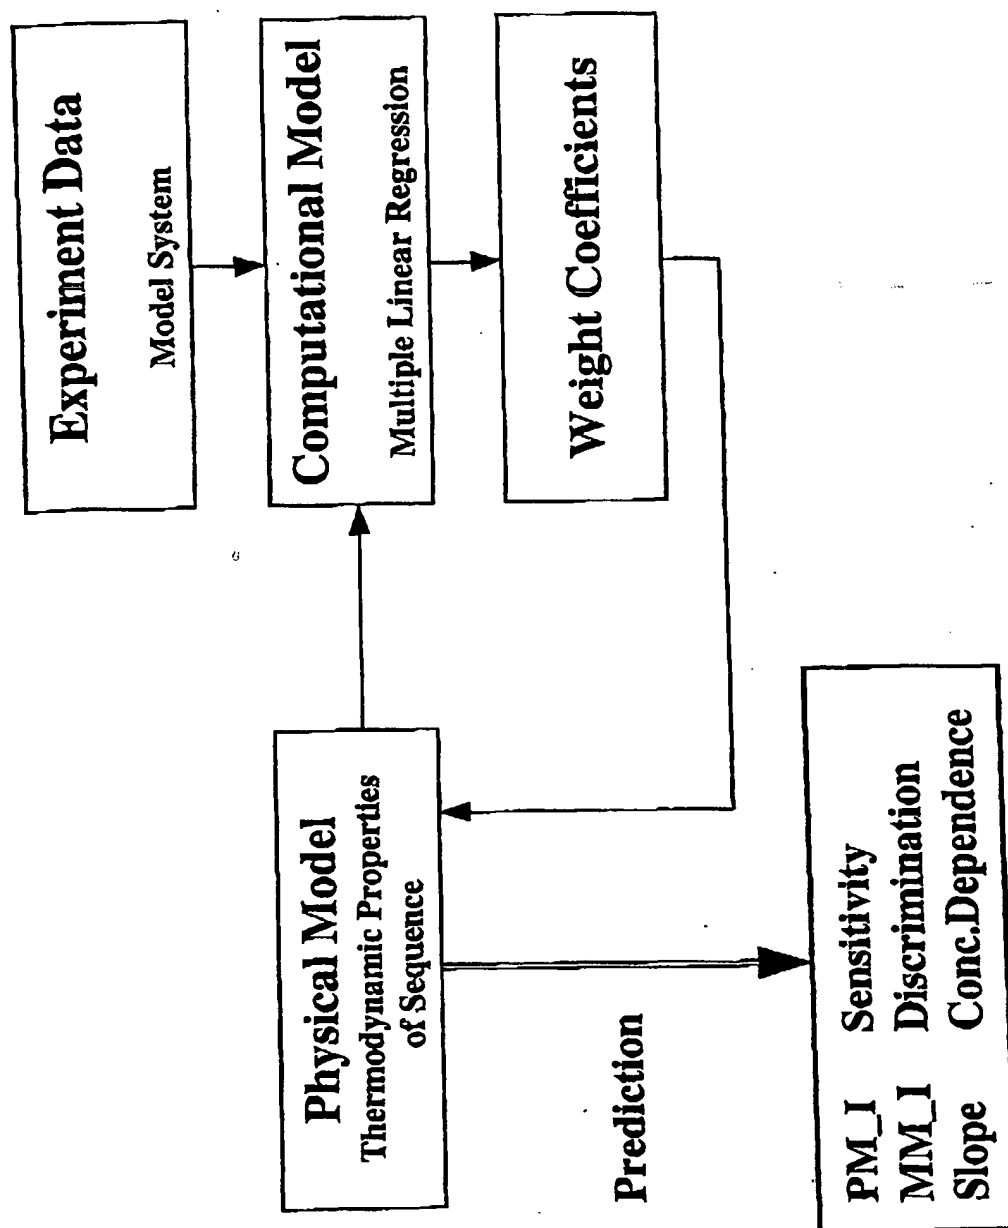 Experiment Data
Model System
Physical Model
Thermodynamic Properties
of Sequence
Computational Model
Multiple Linear Regression
Weight Coefficients
Prediction
PM_I Sensitivity
MM_I Discrimination
Slope Conc.Dependence